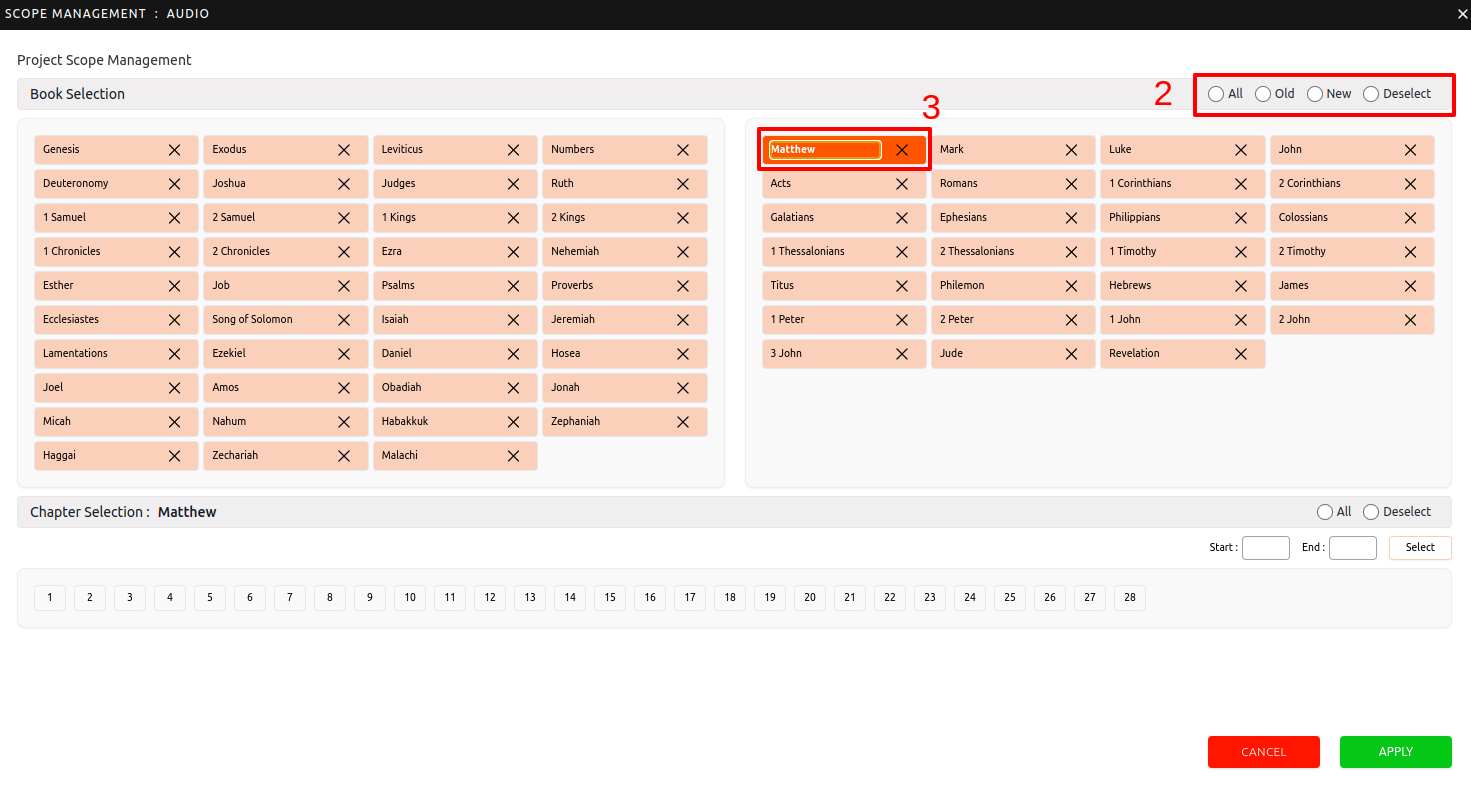 SCOPE MANAGEMENT : AUDIO
Project Scope Management
Book Selection
2
All Old New Deselect
3
Genesis Exodus Leviticus Numbers
Deuteronomy Joshua Judges Ruth
1 Samuel 2 Samuel 1 Kings 2 Kings
1 Chronicles 2 Chronicles Ezra Nehemiah
Esther Job Psalms Proverbs
Ecclesiastes Song of Solomon Isaiah Jeremiah
Lamentations Ezekiel Daniel Hosea
Joel Amos Obadiah Jonah
Micah Nahum Habakkuk Zephaniah
Haggai Zechariah Malachi
Matthew Mark Luke John
Acts Romans 1 Corinthians 2 Corinthians
Galatians Ephesians Philippians Colossians
1 Thessalonians 2 Thessalonians 1 Timothy 2 Timothy
Titus Philemon Hebrews James
1 Peter 2 Peter 1 John 2 John
3 John Jude Revelation
Chapter Selection : Matthew
All Deselect
Start : End : Select
1 2 3 4 5 6 7 8 9 10 11 12 13 14 15 16 17 18 19 20 21 22 23 24 25 26 27 28
CANCEL APPLY